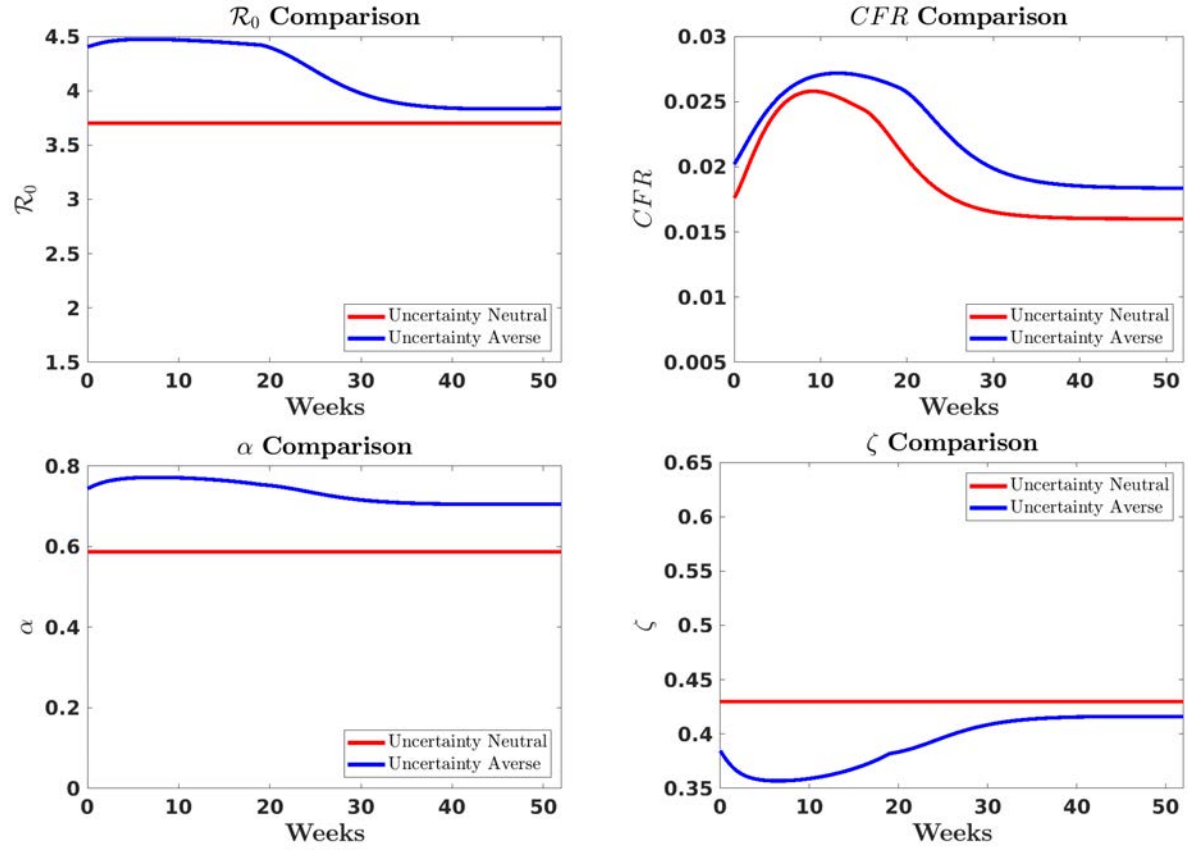 R₀ Comparison
4.5
4
3.5
3
2.5
2
1.5
R₀
0 10 20 30 40 50
Weeks
Uncertainty Neutral
Uncertainty Averse
CFR Comparison
0.03
0.025
0.02
0.015
0.01
0.005
CFR
0 10 20 30 40 50
Weeks
Uncertainty Neutral
Uncertainty Averse
α Comparison
0.8
0.6
0.4
0.2
0
α
0 10 20 30 40 50
Weeks
Uncertainty Neutral
Uncertainty Averse
ζ Comparison
0.65
0.6
0.55
0.5
0.45
0.4
0.35
ζ
0 10 20 30 40 50
Weeks
Uncertainty Neutral
Uncertainty Averse